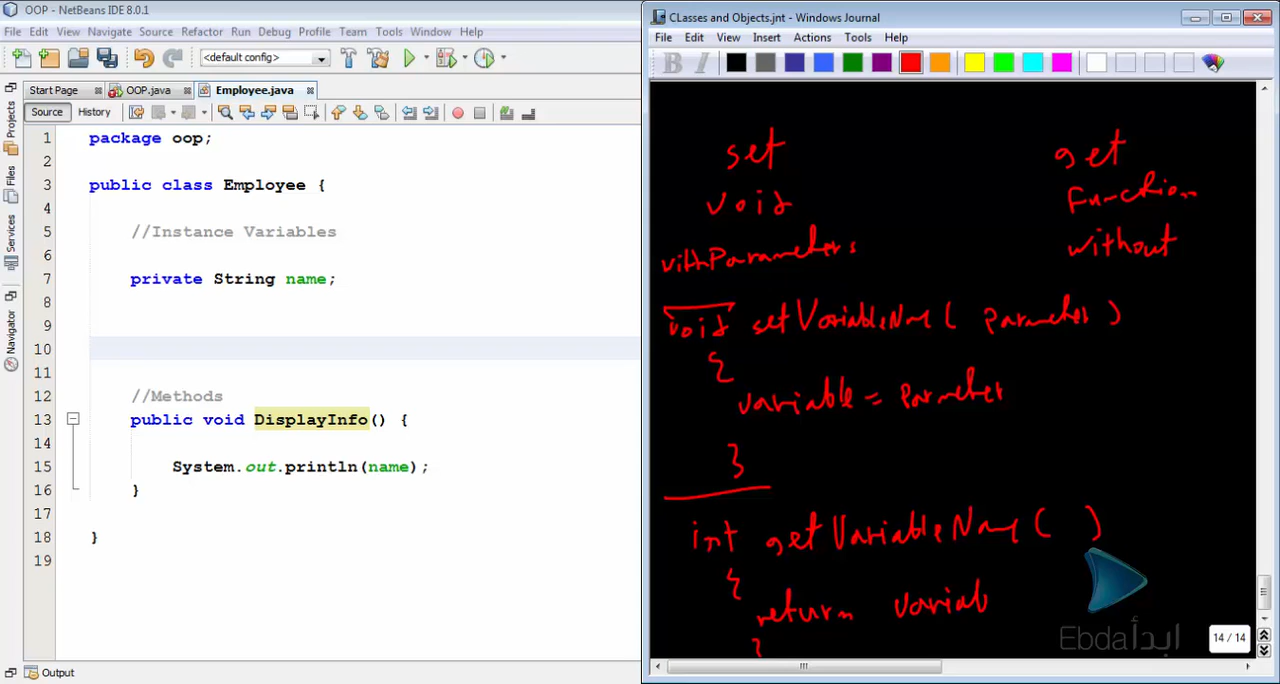 OOP - NetBeans IDE 8.0.1
File Edit View Navigate Source Refactor Run Debug Profile Team Tools Window Help
<default config>
Start Page OOP.java Employee.java
Source History
Projects
Files
Services
Navigator
1 package oop;
2
3 public class Employee {
4
5 //Instance Variables
6
7 private String name;
8
9
10
11
12 //Methods
13 public void DisplayInfo() {
14
15 System.out.println(name);
16 }
17
18 }
19
Output
CLasses and Objects.jnt - Windows Journal
File Edit View Insert Actions Tools Help
B I
set get
void Function
withParameters without
void setVariableName( parameter )
{
variable = parameter
}
int getVariableName( )
{
return variab
}
Ebdaأبدأ
14 / 14